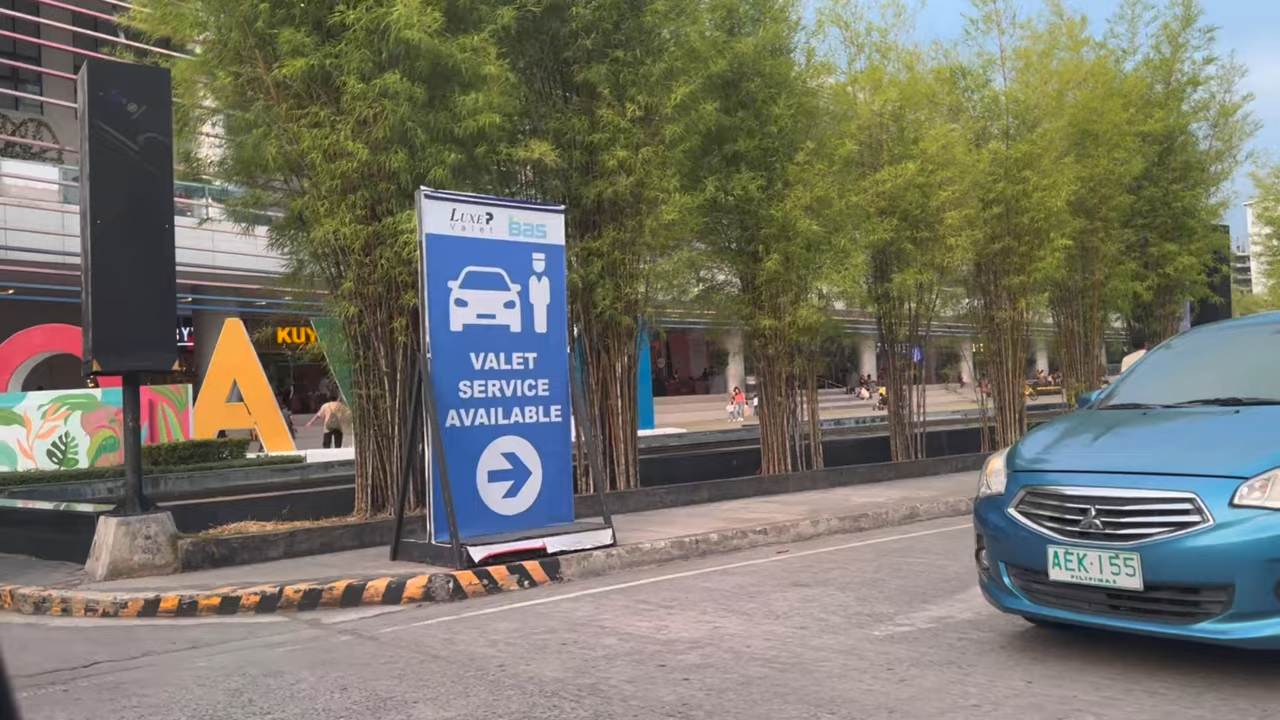 LUXE
Valet
bas
VALET
SERVICE
AVAILABLE
A
KUY
AEK·155
PILIPINAS